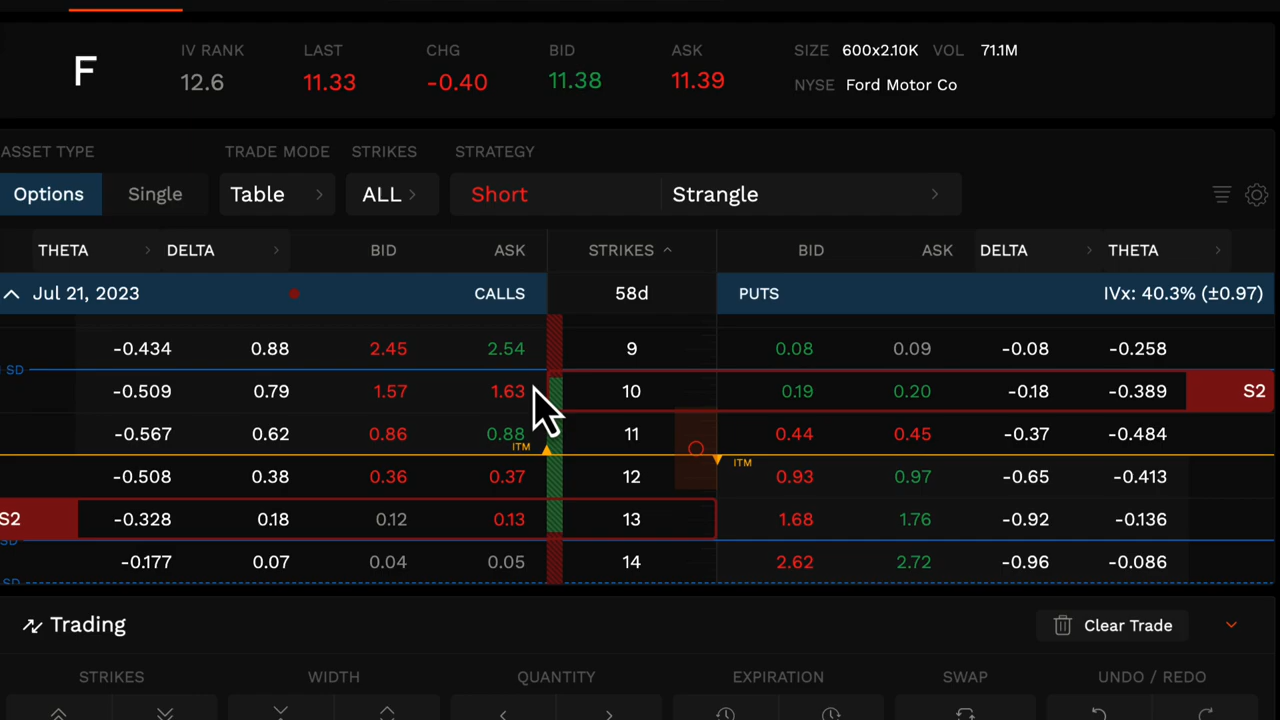 F
IV RANK LAST CHG BID ASK SIZE 600x2.10K VOL 71.1M
12.6 11.33 -0.40 11.38 11.39 NYSE Ford Motor Co
ASSET TYPE TRADE MODE STRIKES STRATEGY
Options Single Table ALL Short Strangle
THETA DELTA BID ASK STRIKES BID ASK DELTA THETA
Jul 21, 2023 CALLS 58d PUTS IVx: 40.3% (±0.97)
-0.434 0.88 2.45 2.54 9 0.08 0.09 -0.08 -0.258
SD
-0.509 0.79 1.57 1.63 10 0.19 0.20 -0.18 -0.389 S2
-0.567 0.62 0.86 0.88 11 0.44 0.45 -0.37 -0.484
ITM ITM
-0.508 0.38 0.36 0.37 12 0.93 0.97 -0.65 -0.413
S2 -0.328 0.18 0.12 0.13 13 1.68 1.76 -0.92 -0.136
SD
-0.177 0.07 0.04 0.05 14 2.62 2.72 -0.96 -0.086
SD
Trading Clear Trade
STRIKES WIDTH QUANTITY EXPIRATION SWAP UNDO / REDO